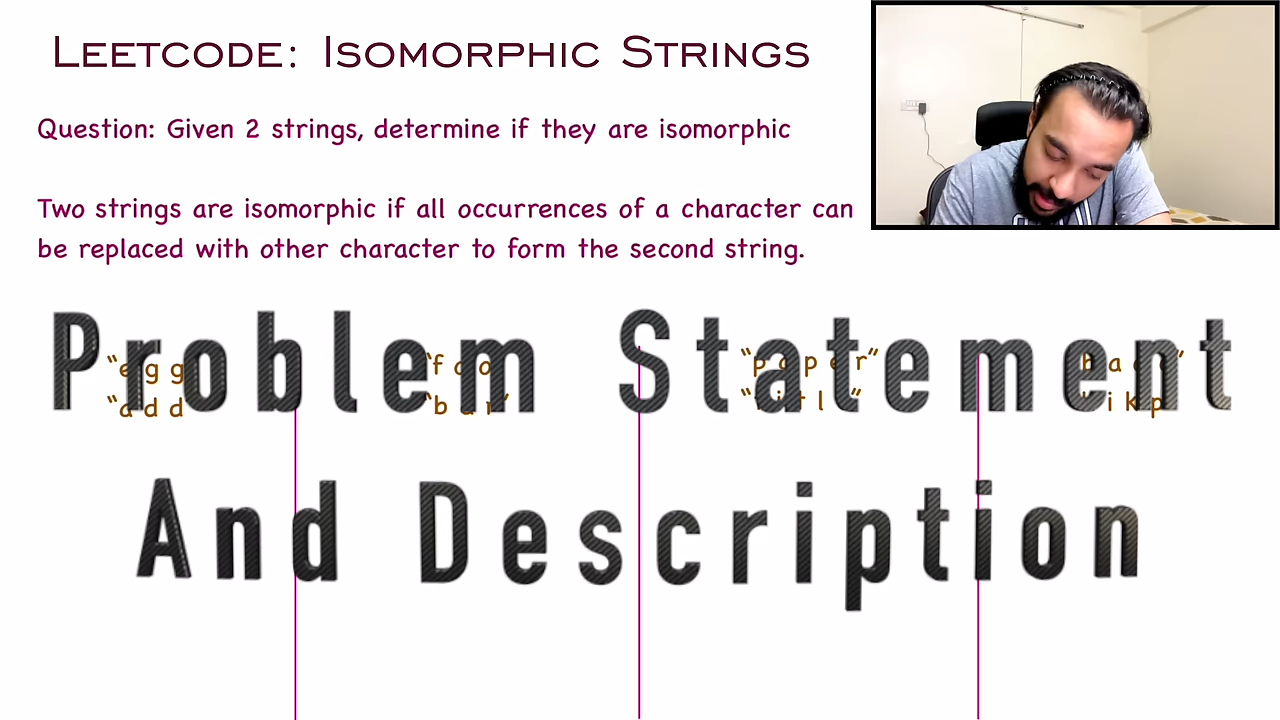 LEETCODE: ISOMORPHIC STRINGS
Question: Given 2 strings, determine if they are isomorphic
Two strings are isomorphic if all occurrences of a character can
be replaced with other character to form the second string.
Problem Statement
"e g g
"a d d
And Description